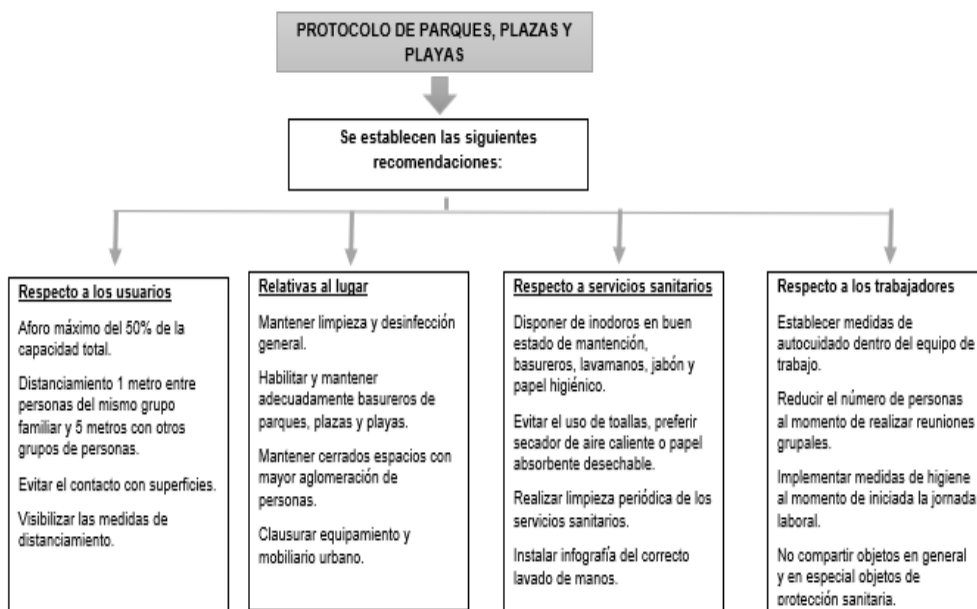 PROTOCOLO DE PARQUES, PLAZAS Y
PLAYAS
Se establecen las siguientes
recomendaciones:
Respecto a los usuarios
Aforo máximo del 50% de la
capacidad total.
Distanciamiento 1 metro entre
personas del mismo grupo
familiar y 5 metros con otros
grupos de personas.
Evitar el contacto con superficies.
Visibilizar las medidas de
distanciamiento.
Relativas al lugar
Mantener limpieza y desinfección
general.
Habilitar y mantener
adecuadamente basureros de
parques, plazas y playas.
Mantener cerrados espacios con
mayor aglomeración de
personas.
Clausurar equipamiento y
mobiliario urbano.
Respecto a servicios sanitarios
Disponer de inodoros en buen
estado de mantención,
basureros, lavamanos, jabón y
papel higiénico.
Evitar el uso de toallas, preferir
secador de aire caliente o papel
absorbente desechable.
Realizar limpieza periódica de los
servicios sanitarios.
Instalar infografía del correcto
lavado de manos.
Respecto a los trabajadores
Establecer medidas de
autocuidado dentro del equipo de
trabajo.
Reducir el número de personas
al momento de realizar reuniones
grupales.
Implementar medidas de higiene
al momento de iniciada la jornada
laboral.
No compartir objetos en general
y en especial objetos de
protección sanitaria.